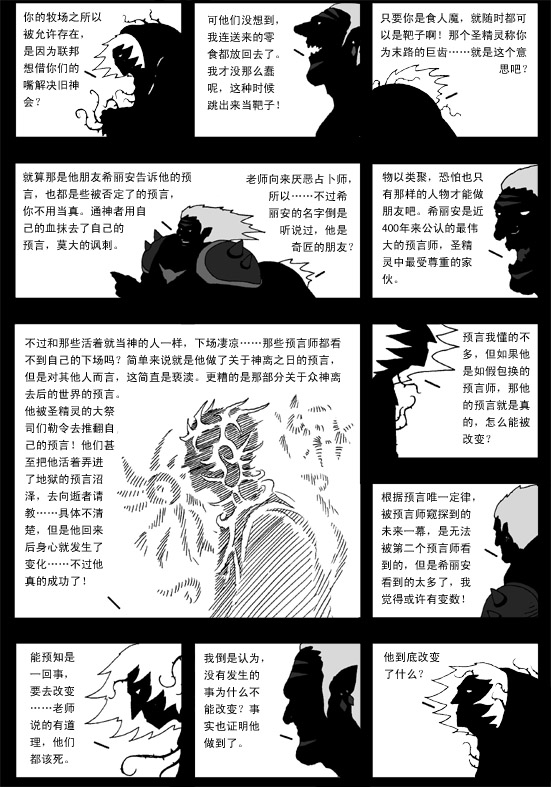 你的牧场之所以
被允许存在，
是因为联邦
想借你们的
嘴解决旧神
会？
可他们没想到，
我连送来的零
食都放回去了。
我才没那么蠢
呢，这种时候
跳出来当靶子！
只要你是食人魔，就随时都可
以是靶子啊！那个圣精灵称你
为末路的巨齿……就是这个意
思吧？
就算那是他朋友希丽安告诉他的预
言，也都是些被否定了的预言，
你不用当真。通神者用自
己的血抹去了自己的
预言，莫大的讽刺。
老师向来厌恶占卜师，
所以……不过希
丽安的名字倒是
听说过，他是
奇匠的朋友？
物以类聚，恐怕也只
有那样的人物才能做
朋友吧。希丽安是近
400年来公认的最伟
大的预言师，圣精
灵中最受尊重的家
伙。
不过和那些活着就当神的人一样，下场凄凉……那些预言师都看
不到自己的下场吗？简单来说就是他做了关于神离之日的预言，
但是对其他人而言，这简直是亵渎。更糟的是那部分关于众神离
去后的世界的预言。
他被圣精灵的大祭
司们勒令去推翻自
己的预言！他们甚
至把他活着弄进
了地狱的预言沼
泽，去向逝者请
教……具体不清
楚，但是他回来
后身心就发生了
变化……不过他
真的成功了！
预言我懂的不
多，但如果他
是如假包换的
预言师，那他
的预言就是真
的，怎么能被
改变？
根据预言唯一定律，
被预言师窥探到的
未来一幕，是无法
被第二个预言师看
到的，但是希丽安
看到的太多了，我
觉得或许有变数！
能预知是
一回事，
要去改变
……老师
说的有道
理，他们
都该死。
我倒是认为，
没有发生的
事为什么不
能改变？事
实也证明他
做到了。
他到底改变
了什么？